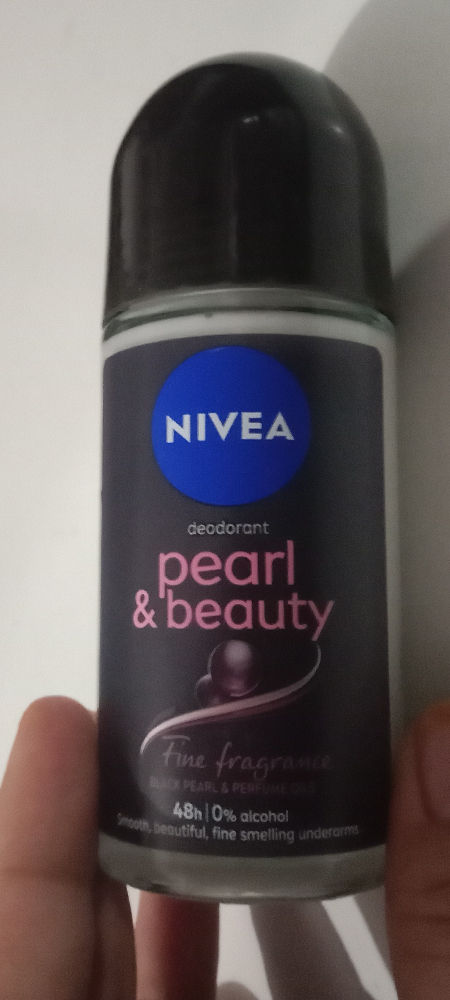 NIVEA
deodorant
pearl
& beauty
Fine fragrance
BLACK PEARL & PERFUME OILS
48h | 0% alcohol
Smooth, beautiful, fine smelling underarms